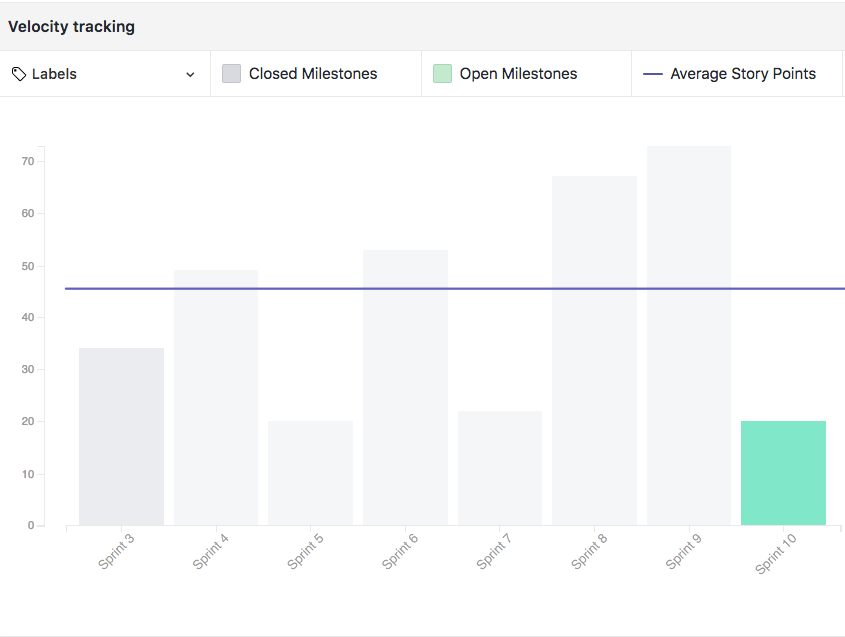 Velocity tracking
Labels
Closed Milestones
Open Milestones
Average Story Points
70
60
50
40
30
20
10
0
Sprint 3
Sprint 4
Sprint 5
Sprint 6
Sprint 7
Sprint 8
Sprint 9
Sprint 10